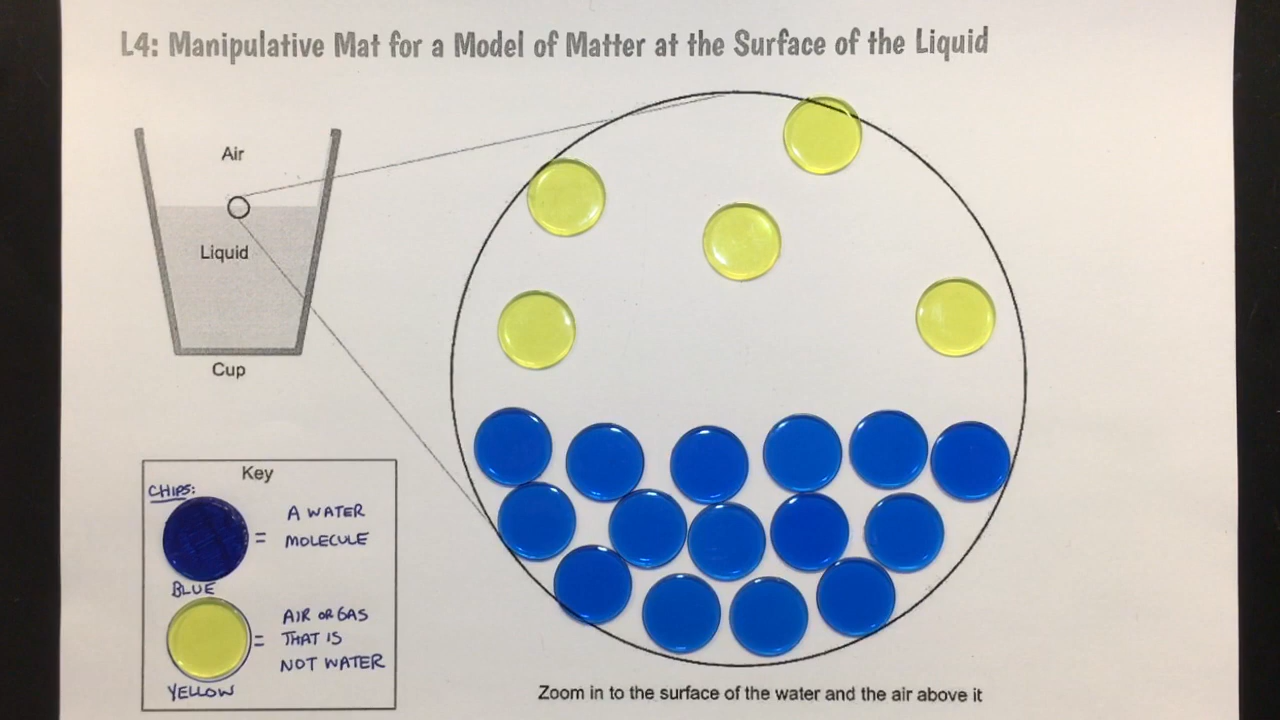 L4: Manipulative Mat for a Model of Matter at the Surface of the Liquid
Air
Liquid
Cup
Key
CHIPS:
A WATER
= MOLECULE
BLUE
AIR OR GAS
= THAT IS
NOT WATER
YELLOW
Zoom in to the surface of the water and the air above it